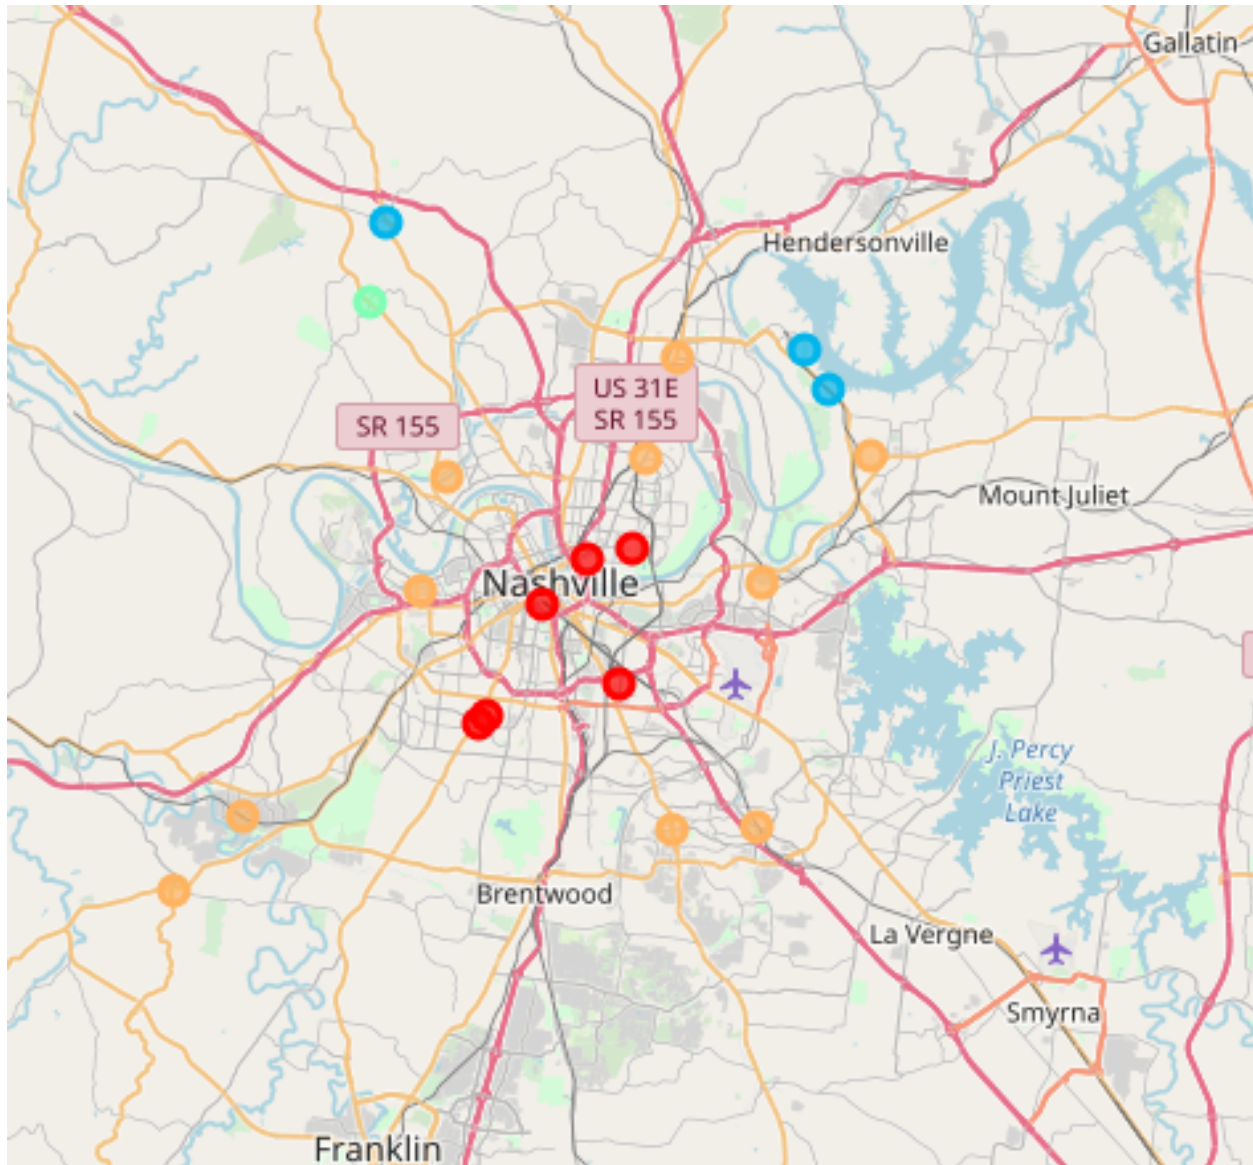 Gallatin
Hendersonville
US 31E
SR 155
SR 155
Mount Juliet
Nashville
J. Percy
Priest
Lake
Brentwood
La Vergne
Smyrna
Franklin